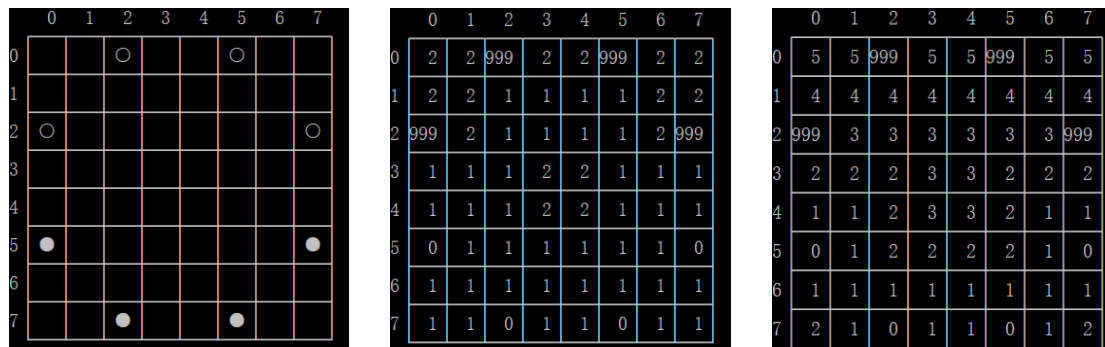 0 1 2 3 4 5 6 7
0 ○ ○
1
2 ○ ○
3
4
5 ● ●
6
7 ● ●
0 1 2 3 4 5 6 7
0 2 2 999 2 2 999 2 2
1 2 2 1 1 1 1 2 2
2 999 2 1 1 1 1 2 999
3 1 1 1 2 2 1 1 1
4 1 1 1 2 2 1 1 1
5 0 1 1 1 1 1 1 0
6 1 1 1 1 1 1 1 1
7 1 1 0 1 1 0 1 1
0 1 2 3 4 5 6 7
0 5 5 999 5 5 999 5 5
1 4 4 4 4 4 4 4 4
2 999 3 3 3 3 3 3 999
3 2 2 2 3 3 2 2 2
4 1 1 2 3 3 2 1 1
5 0 1 2 2 2 2 1 0
6 1 1 1 1 1 1 1 1
7 2 1 0 1 1 0 1 2